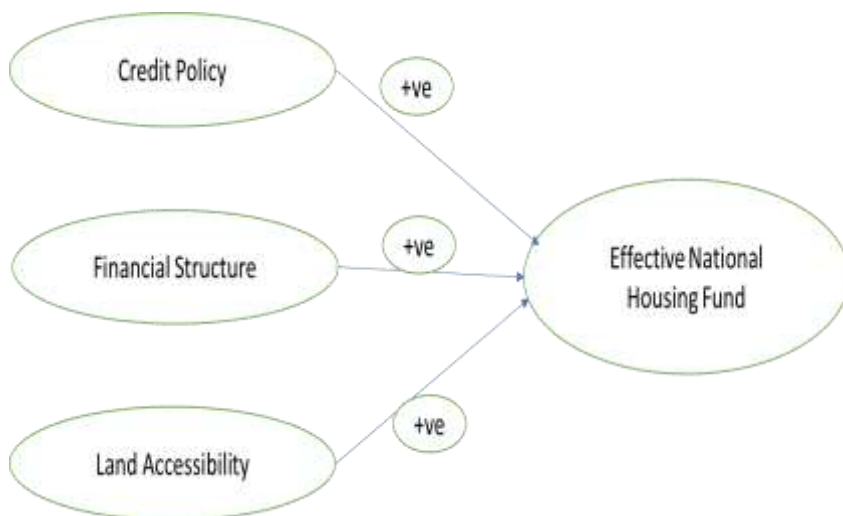 Credit Policy
+ve
Financial Structure
+ve
Effective National
Housing Fund
Land Accessibility
+ve